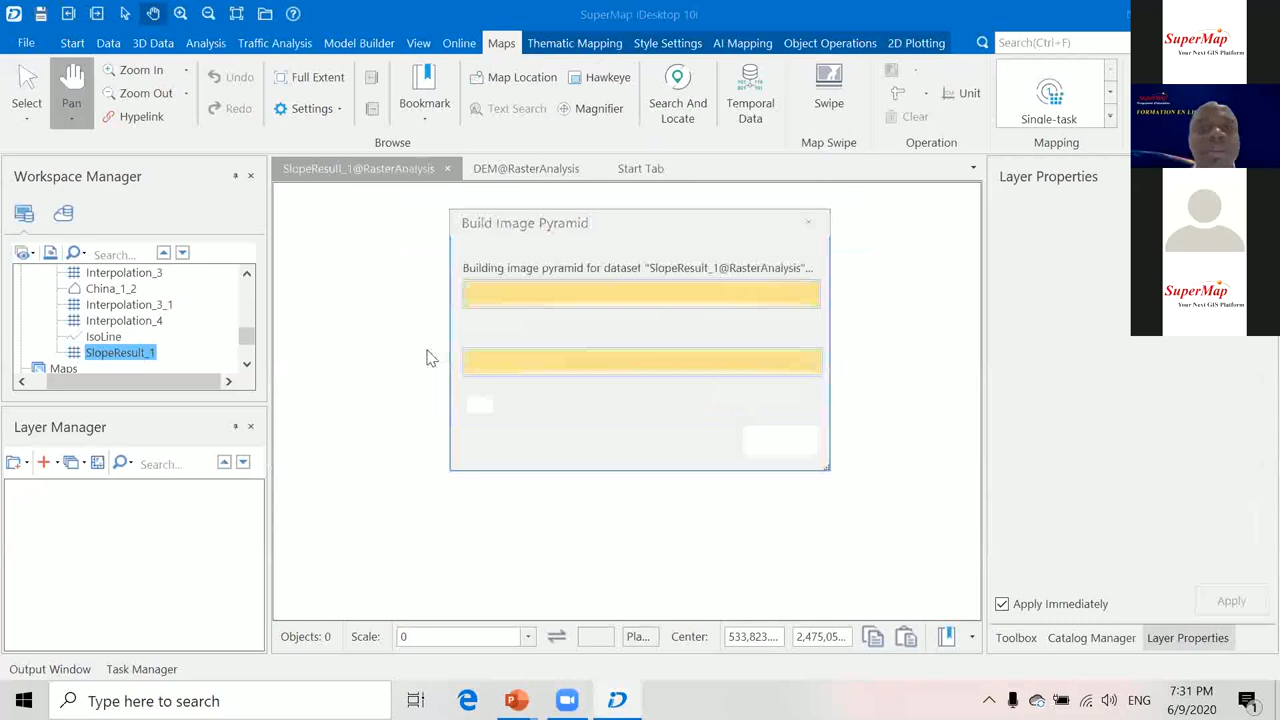 SuperMap iDesktop 10i
File
Start
Data
3D Data
Analysis
Traffic Analysis
Model Builder
View
Online
Maps
Thematic Mapping
Style Settings
AI Mapping
Object Operations
2D Plotting
Search(Ctrl+F)
Select
Pan
Zoom In
Zoom Out
Hypelink
Undo
Redo
Full Extent
Settings
Bookmark
Map Location
Hawkeye
Text Search
Magnifier
Browse
Search And
Locate
Temporal
Data
Swipe
Map Swipe
Unit
Clear
Operation
Single-task
Mapping
SuperMap
Your Next GIS Platform
FORMATION EN LI
SuperMap
Your Next GIS Platform
Workspace Manager
Search...
Interpolation_3
China_1_2
Interpolation_3_1
Interpolation_4
IsoLine
SlopeResult_1
Maps
Layer Manager
Search...
SlopeResult_1@RasterAnalysis
DEM@RasterAnalysis
Start Tab
Build Image Pyramid
Building image pyramid for dataset "SlopeResult_1@RasterAnalysis"...
Layer Properties
Apply Immediately
Apply
Objects: 0
Scale:
0
Pla...
Center:
533,823....
2,475,05...
Toolbox
Catalog Manager
Layer Properties
Output Window
Task Manager
Type here to search
ENG
7:31 PM
6/9/2020
1